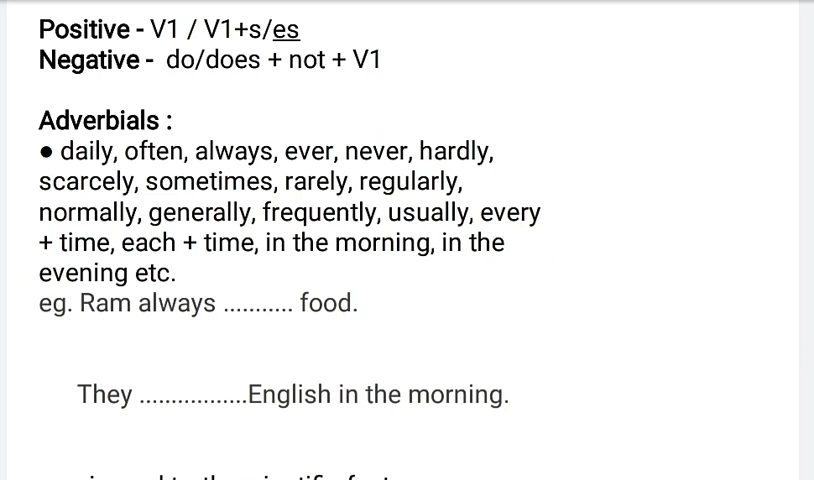 Positive - V1 / V1+s/es
Negative - do/does + not + V1
Adverbials :
● daily, often, always, ever, never, hardly,
scarcely, sometimes, rarely, regularly,
normally, generally, frequently, usually, every
+ time, each + time, in the morning, in the
evening etc.
eg. Ram always ........... food.
They .................English in the morning.